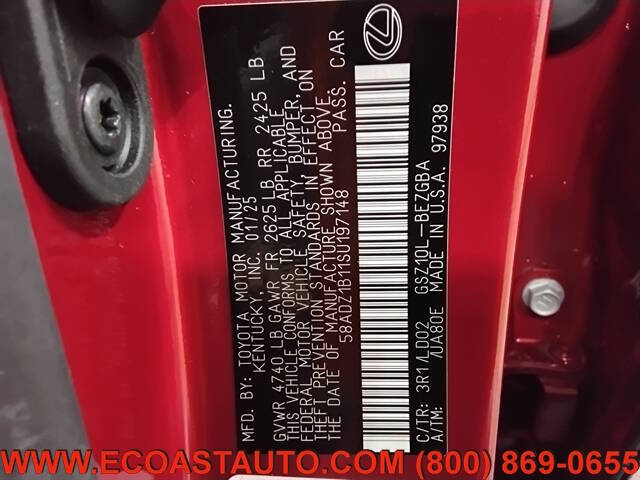 MFD. BY: TOYOTA MOTOR MANUFACTURING.
KENTUCKY, INC. 01/25
GVWR 4740 LB GAWR FR 2625 LB RR 2425 LB
THIS VEHICLE CONFORMS TO ALL APPLICABLE
FEDERAL MOTOR VEHICLE SAFETY, BUMPER, AND
THEFT PREVENTION STANDARDS IN EFFECT ON
THE DATE OF MANUFACTURE SHOWN ABOVE.
58ADZ1B11SU197148 PASS. CAR
C/TR: 3R1/LD02 GSZ10L-BEZGBA
A/TM: /UA80E MADE IN U.S.A. 97938
WWW.ECOASTAUTO.COM (800) 869-0655